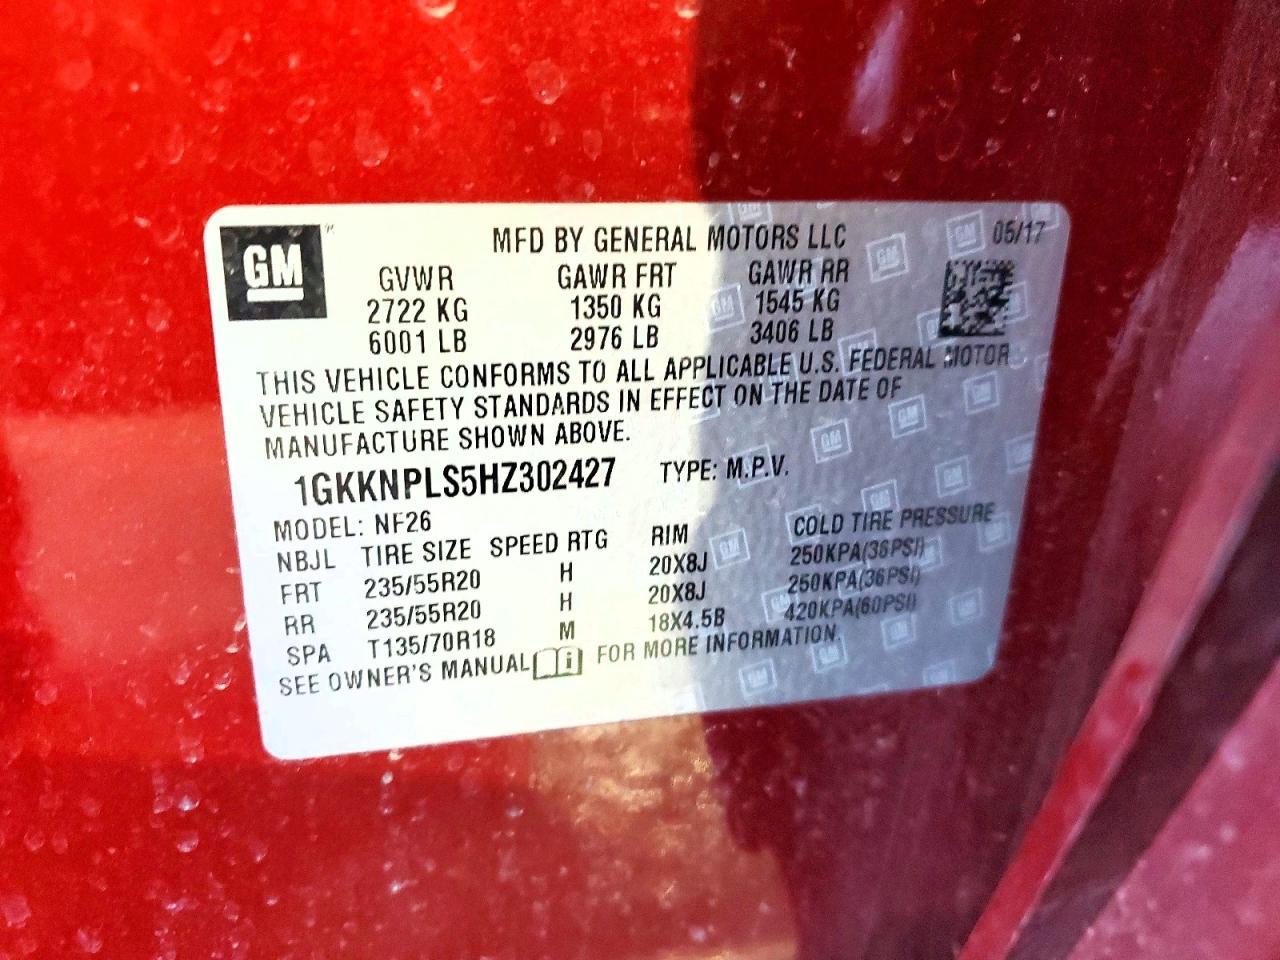 GM
MFD BY GENERAL MOTORS LLC 05/17
GVWR GAWR FRT GAWR RR
2722 KG 1350 KG 1545 KG
6001 LB 2976 LB 3406 LB
THIS VEHICLE CONFORMS TO ALL APPLICABLE U.S. FEDERAL MOTOR
VEHICLE SAFETY STANDARDS IN EFFECT ON THE DATE OF
MANUFACTURE SHOWN ABOVE.
1GKKNPLS5HZ302427 TYPE: M.P.V.
MODEL: NF26
NBJL TIRE SIZE SPEED RTG RIM COLD TIRE PRESSURE
FRT 235/55R20 H 20X8J 250KPA(36PSI)
RR 235/55R20 H 20X8J 250KPA(36PSI)
SPA T135/70R18 M 18X4.5B 420KPA(60PSI)
SEE OWNER'S MANUAL FOR MORE INFORMATION.